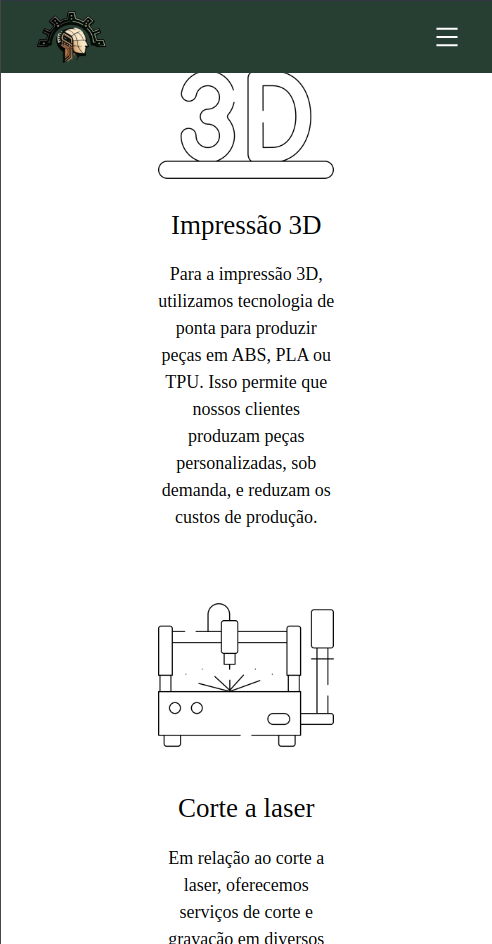 3D
Impressão 3D
Para a impressão 3D,
utilizamos tecnologia de
ponta para produzir
peças em ABS, PLA ou
TPU. Isso permite que
nossos clientes
produzam peças
personalizadas, sob
demanda, e reduzam os
custos de produção.
Corte a laser
Em relação ao corte a
laser, oferecemos
serviços de corte e
gravação em diversos